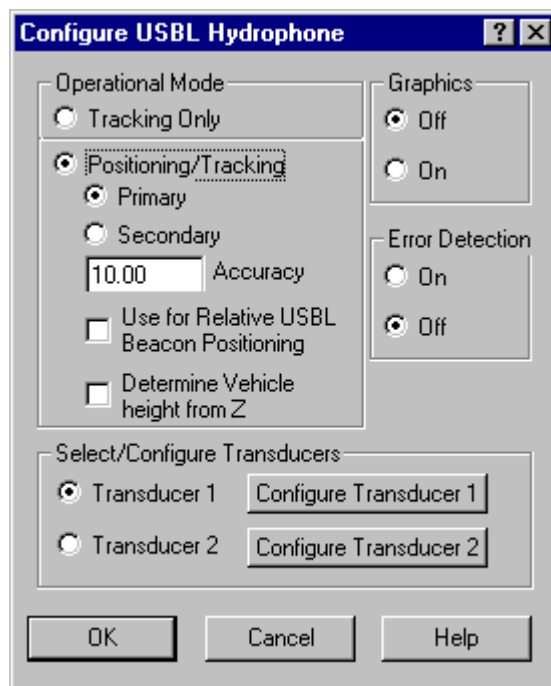 Configure USBL Hydrophone
Operational Mode
Tracking Only
Positioning/Tracking
Primary
Secondary
10.00 Accuracy
Use for Relative USBL
Beacon Positioning
Determine Vehicle
height from Z
Graphics
Off
On
Error Detection
On
Off
Select/Configure Transducers
Transducer 1 Configure Transducer 1
Transducer 2 Configure Transducer 2
OK Cancel Help